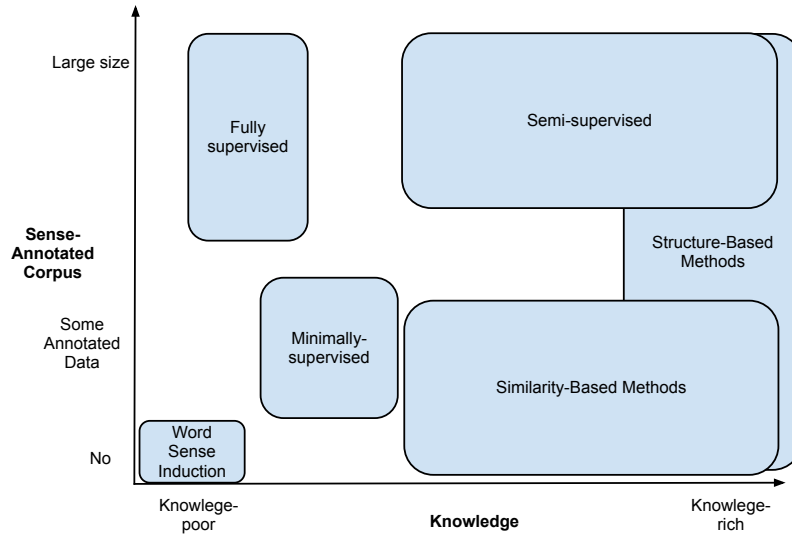 Large size
Fully
supervised
Semi-supervised
Sense-
Annotated
Corpus
Structure-Based
Methods
Some
Annotated
Data
Minimally-
supervised
Similarity-Based Methods
No
Word
Sense
Induction
Knowlege-
poor
Knowledge
Knowlege-
rich